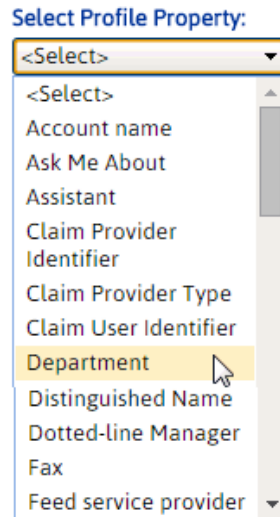 Select Profile Property:
<Select>
<Select>
Account name
Ask Me About
Assistant
Claim Provider
Identifier
Claim Provider Type
Claim User Identifier
Department
Distinguished Name
Dotted-line Manager
Fax
Feed service provider